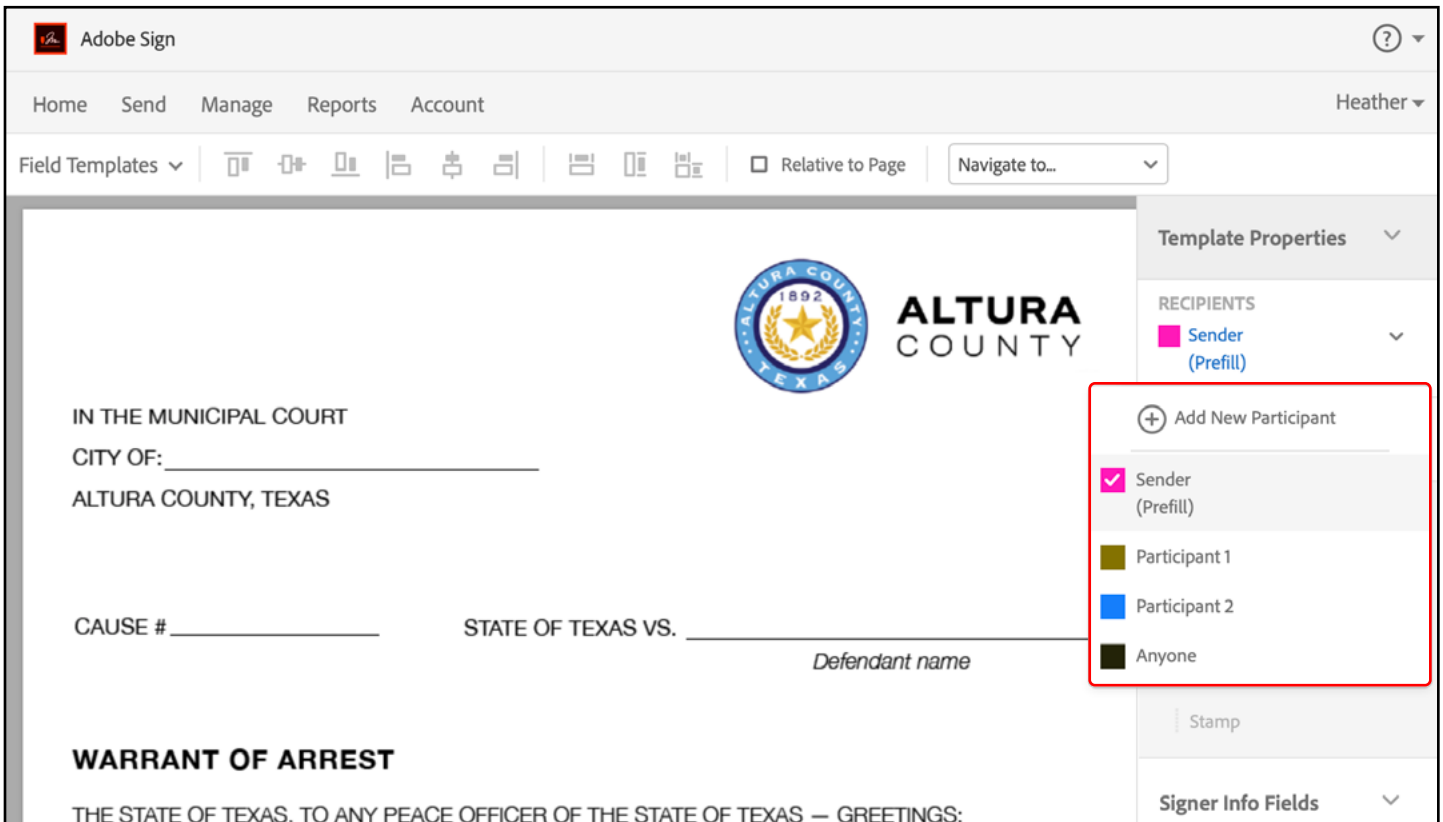 Adobe Sign
?
Home Send Manage Reports Account Heather
Field Templates Relative to Page Navigate to...
Template Properties
ALTURA COUNTY
1892
TEXAS
ALTURA
COUNTY
RECIPIENTS
Sender
(Prefill)
Add New Participant
Sender
(Prefill)
Participant 1
Participant 2
Anyone
Stamp
Signer Info Fields
IN THE MUNICIPAL COURT
CITY OF:
ALTURA COUNTY, TEXAS
CAUSE # STATE OF TEXAS VS.
Defendant name
WARRANT OF ARREST
THE STATE OF TEXAS, TO ANY PEACE OFFICER OF THE STATE OF TEXAS — GREETINGS: